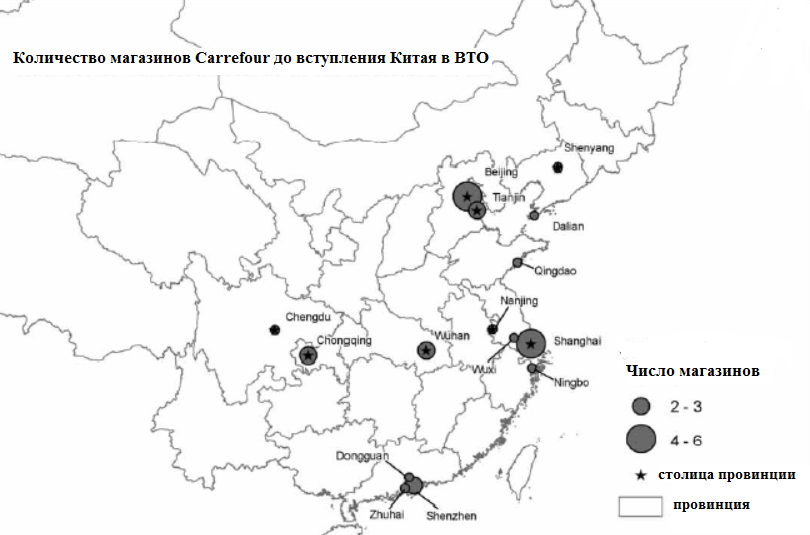 Количество магазинов Carrefour до вступления Китая в ВТО
Shenyang
Beijing
Tianjin
Dalian
Qingdao
Nanjing
Chengdu
Chongqing
Wuhan
Shanghai
Wuxi
Ningbo
Dongguan
Zhuhai
Shenzhen
Число магазинов
2 - 3
4 - 6
столица провинции
провинция